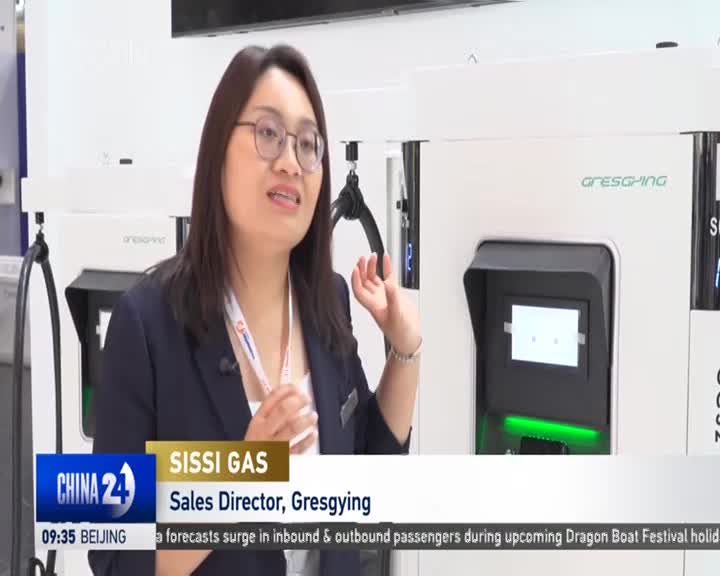 GRESGYING
GRESGYING
SISSI GAS
CHINA 24
Sales Director, Gresgying
09:35 BEIJING
a forecasts surge in inbound & outbound passengers during upcoming Dragon Boat Festival holid